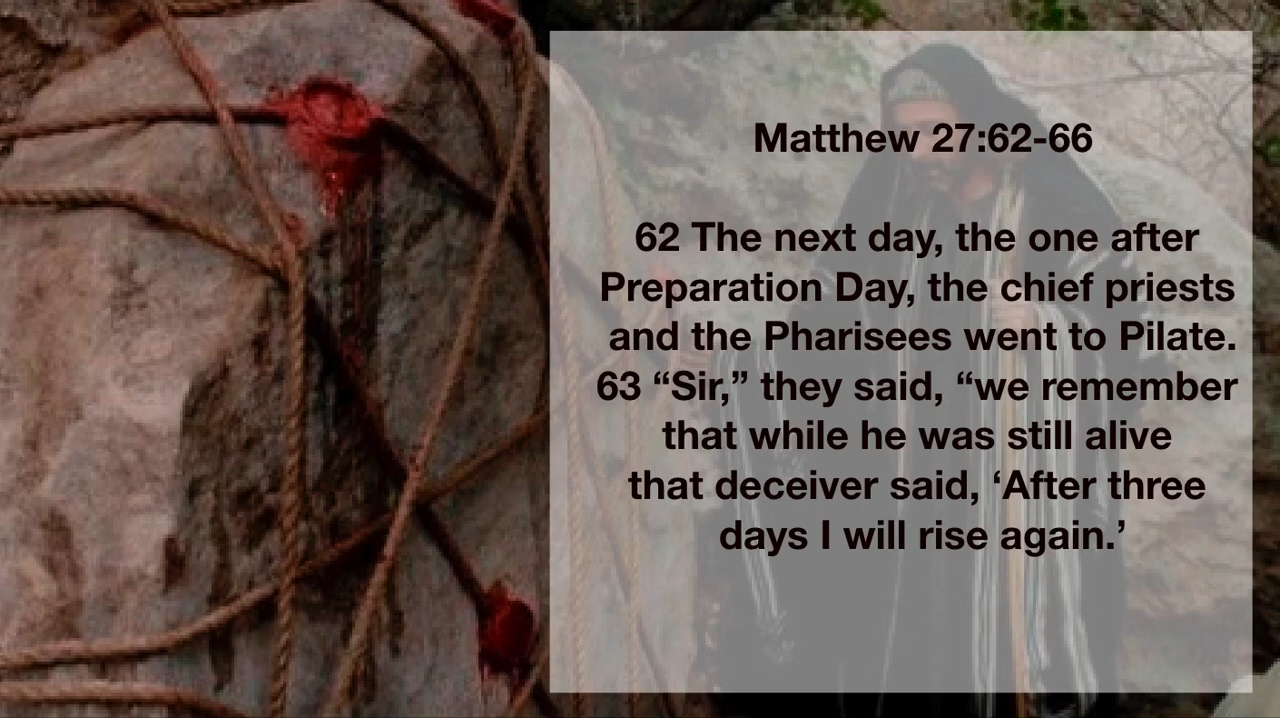 Matthew 27:62-66
62 The next day, the one after
Preparation Day, the chief priests
and the Pharisees went to Pilate.
63 “Sir,” they said, “we remember
that while he was still alive
that deceiver said, ‘After three
days I will rise again.’